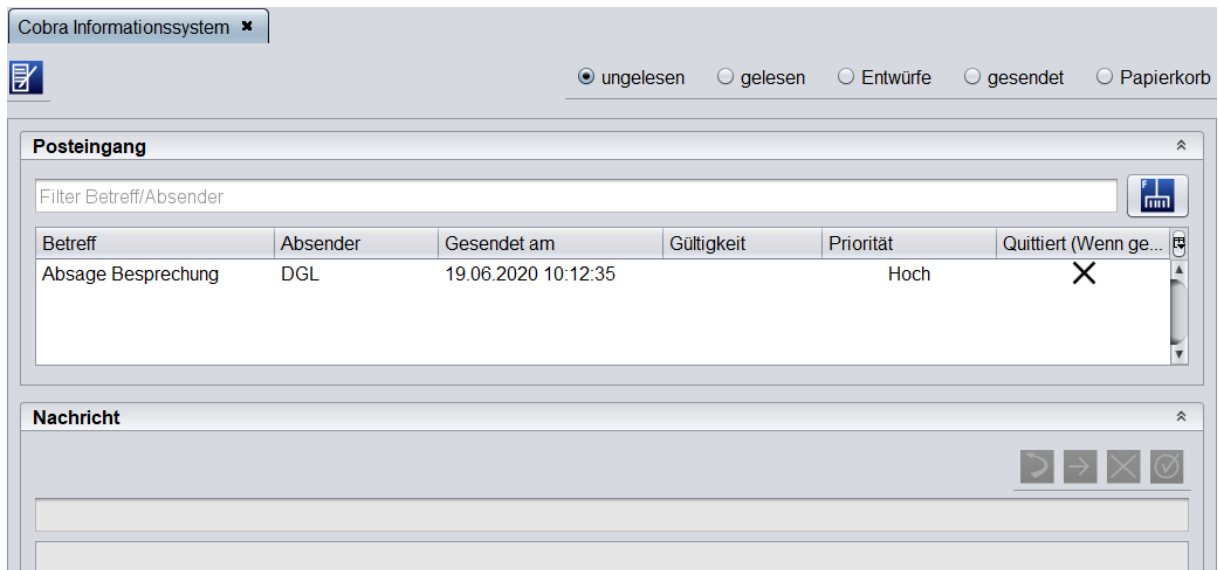 Cobra Informationssystem
ungelesen gelesen Entwürfe gesendet Papierkorb
Posteingang
Filter Betreff/Absender
F
Betreff Absender Gesendet am Gültigkeit Priorität Quittiert (Wenn ge...
Absage Besprechung DGL 19.06.2020 10:12:35 Hoch
Nachricht